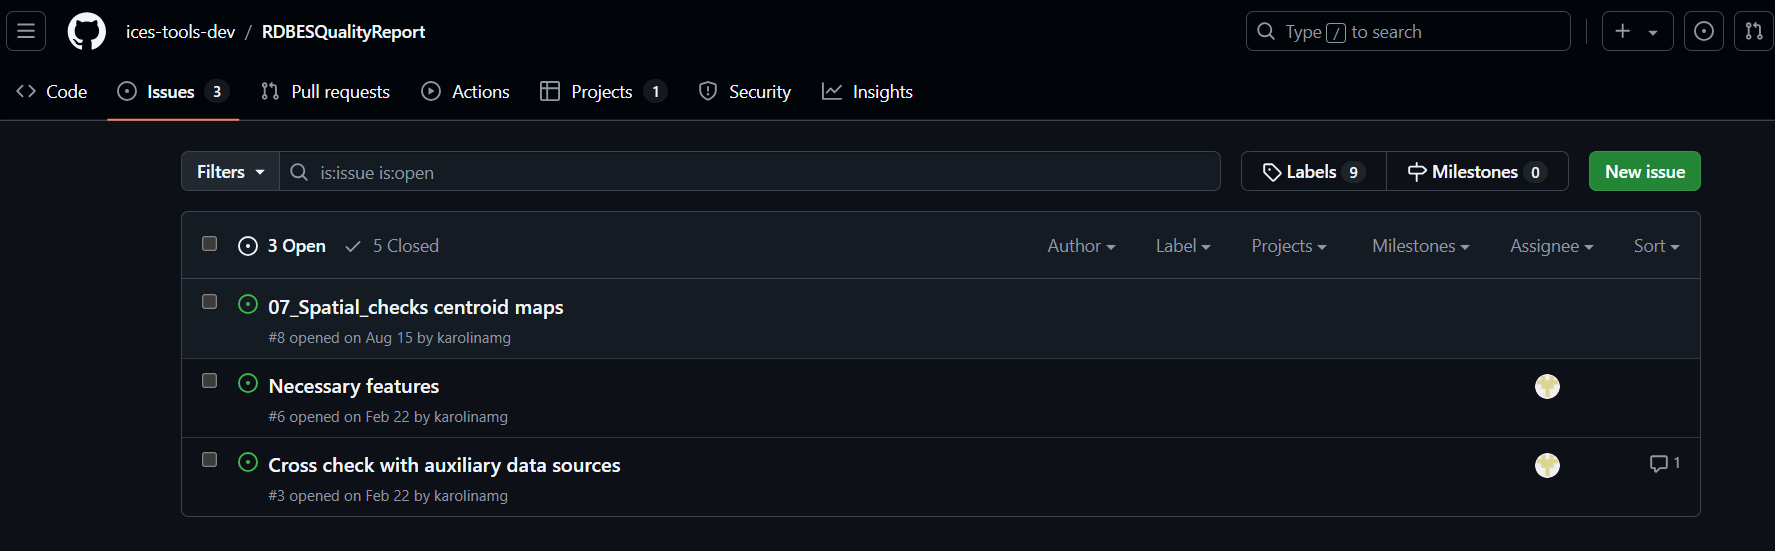 ices-tools-dev / RDBESQualityReport
Type / to search
Code
Issues 3
Pull requests
Actions
Projects 1
Security
Insights
Filters
is:issue is:open
Labels 9
Milestones 0
New issue
3 Open
5 Closed
Author
Label
Projects
Milestones
Assignee
Sort
07_Spatial_checks centroid maps
#8 opened on Aug 15 by karolinamg
Necessary features
#6 opened on Feb 22 by karolinamg
Cross check with auxiliary data sources
1
#3 opened on Feb 22 by karolinamg